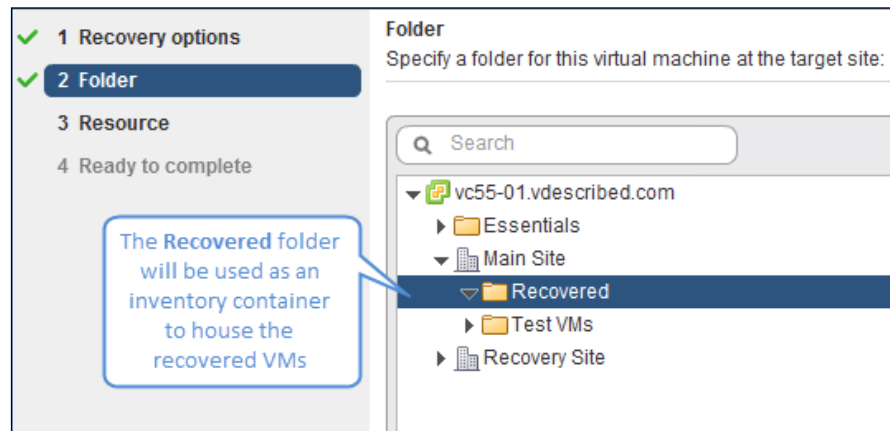 1 Recovery options
2 Folder
3 Resource
4 Ready to complete
The Recovered folder
will be used as an
inventory container
to house the
recovered VMs
Folder
Specify a folder for this virtual machine at the target site:
Search
vc55-01.vdescribed.com
Essentials
Main Site
Recovered
Test VMs
Recovery Site